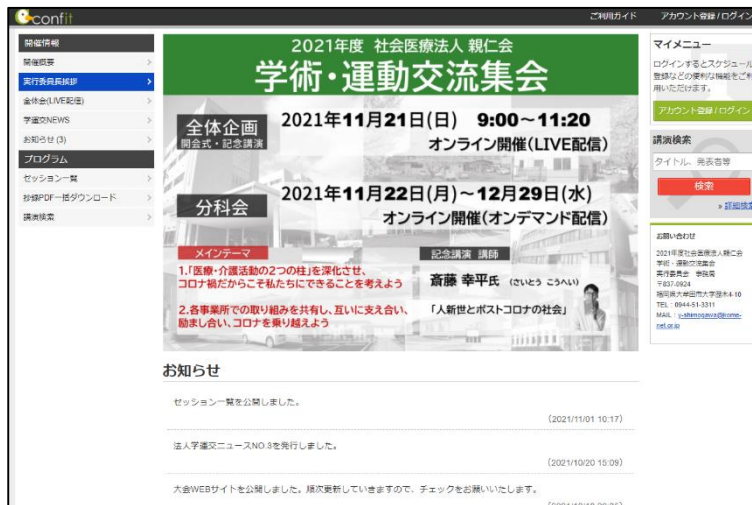 confit
ご利用ガイド
アカウント登録/ログイン
開催情報
開催概要
実行委員長挨拶
全体会(LIVE配信)
学運交NEWS
お知らせ (3)
プログラム
セッション一覧
抄録PDF一括ダウンロード
講演検索
2021年度 社会医療法人 親仁会
学術・運動交流集会
全体企画
開会式・記念講演
2021年11月21日(日) 9:00～11:20
オンライン開催(LIVE配信)
分科会
2021年11月22日(月)～12月29日(水)
オンライン開催(オンデマンド配信)
メインテーマ
1.「医療・介護活動の2つの柱」を深化させ、
コロナ禍だからこそ私たちにできることを考えよう
2.各事業所での取り組みを共有し、互いに支え合い、
励まし合い、コロナを乗り越えよう
記念講演 講師
斎藤 幸平氏 (さいとう こうへい)
「人新世とポストコロナの社会」
お知らせ
セッション一覧を公開しました。
(2021/11/01 10:17)
法人学運交ニュースNO.3を発行しました。
(2021/10/20 15:09)
大会WEBサイトを公開しました。順次更新していきますので、チェックをお願いいたします。
マイメニュー
ログインするとスケジュール
登録などの便利な機能をご利
用いただけます。
アカウント登録/ログイン
講演検索
タイトル、発表者等
検索
» 詳細検索
お問い合わせ
2021年度社会医療法人親仁会
学術・運動交流集会
実行委員会 事務局
〒837-0924
福岡県大牟田市大字歴木4-10
TEL：0944-51-3311
MAIL：y-shimogawa@kome-
net.or.jp